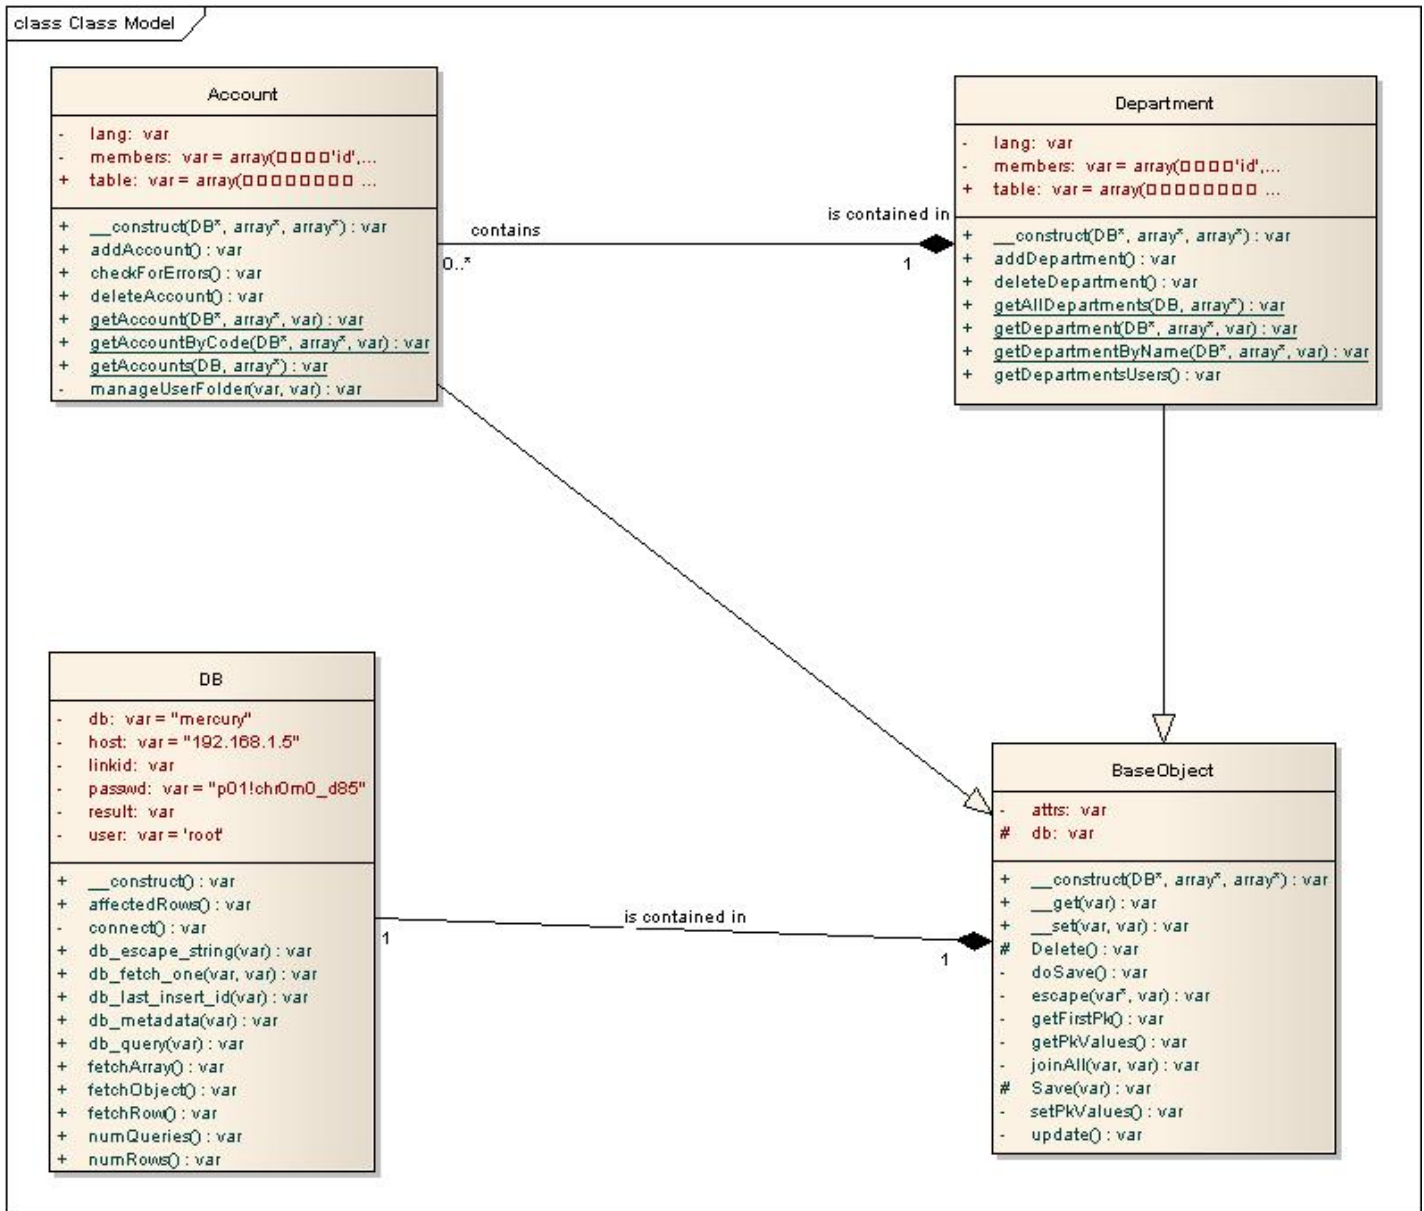 class Class Model
Account
- lang: var
- members: var = array(□□□□'id',...
+ table: var = array(□□□□□□□□ ...
+ __construct(DB*, array*, array*) : var
+ addAccount() : var
+ checkForErrors() : var
+ deleteAccount() : var
+ getAccount(DB*, array*, var) : var
+ getAccountByCode(DB*, array*, var) : var
+ getAccounts(DB, array*) : var
- manageUserFolder(var, var) : var
contains
0..*
is contained in
1
Department
- lang: var
- members: var = array(□□□□'id',...
+ table: var = array(□□□□□□□□ ...
+ __construct(DB*, array*, array*) : var
+ addDepartment() : var
+ deleteDepartment() : var
+ getAllDepartments(DB, array*) : var
+ getDepartment(DB*, array*, var) : var
+ getDepartmentByName(DB*, array*, var) : var
+ getDepartmentsUsers() : var
DB
- db: var = "mercury"
- host: var = "192.168.1.5"
- linkid: var
- passwd: var = "p01!chr0m0_d85"
- result: var
- user: var = 'root'
+ __construct() : var
+ affectedRows() : var
- connect() : var
+ db_escape_string(var) : var
+ db_fetch_one(var, var) : var
+ db_last_insert_id(var) : var
+ db_metadata(var) : var
+ db_query(var) : var
+ fetchArray() : var
+ fetchObject() : var
+ fetchRow() : var
+ numQueries() : var
+ numRows() : var
1
is contained in
1
BaseObject
- attrs: var
# db: var
+ __construct(DB*, array*, array*) : var
+ __get(var) : var
+ __set(var, var) : var
# Delete() : var
- doSave() : var
- escape(var*, var) : var
- getFirstPk() : var
- getPkValues() : var
- joinAll(var, var) : var
# Save(var) : var
- setPkValues() : var
- update() : var